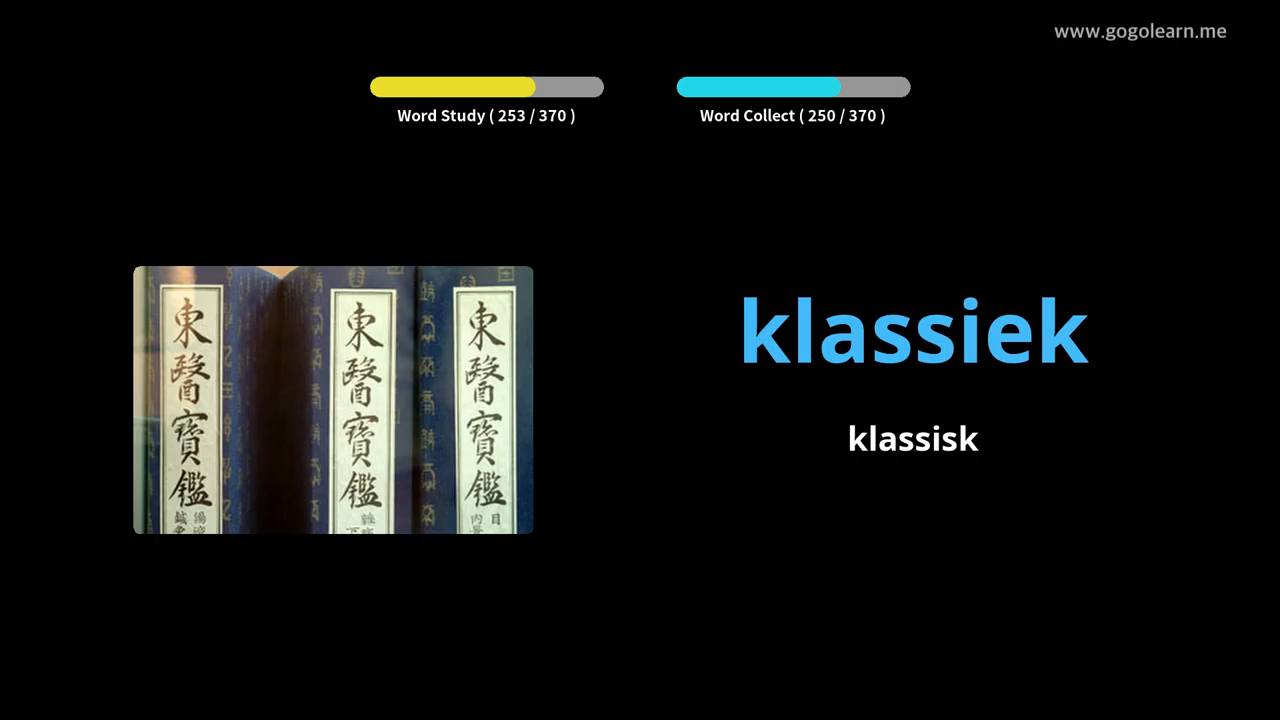 www.gogolearn.me
Word Study ( 253 / 370 )
Word Collect ( 250 / 370 )
東醫寶鑑
東醫寶鑑
東醫寶鑑
klassiek
klassisk